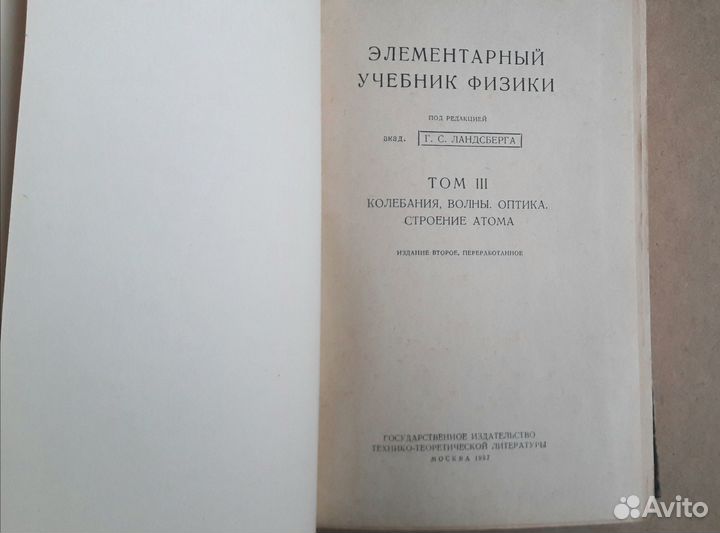 ЭЛЕМЕНТАРНЫЙ
УЧЕБНИК ФИЗИКИ
ПОД РЕДАКЦИЕЙ
акад. Г. С. ЛАНДСБЕРГА
ТОМ III
КОЛЕБАНИЯ, ВОЛНЫ. ОПТИКА.
СТРОЕНИЕ АТОМА
ИЗДАНИЕ ВТОРОЕ, ПЕРЕРАБОТАННОЕ
ГОСУДАРСТВЕННОЕ ИЗДАТЕЛЬСТВО
ТЕХНИКО-ТЕОРЕТИЧЕСКОЙ ЛИТЕРАТУРЫ
МОСКВА 1957
Avito